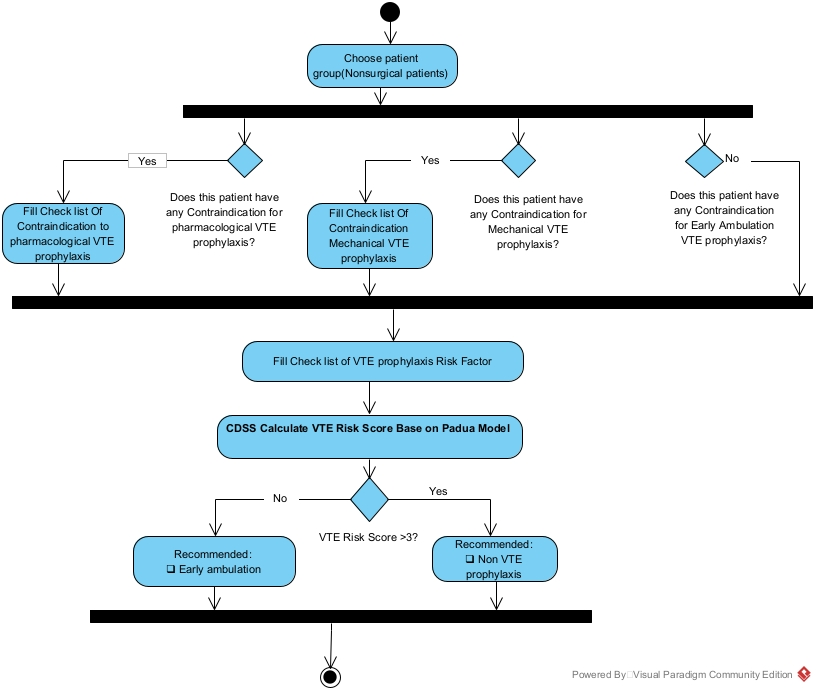 Choose patient
group(Nonsurgical patients)
Yes
Yes
No
Does this patient have
any Contraindication for
pharmacological VTE
prophylaxis?
Does this patient have
any Contraindication for
Mechanical VTE
prophylaxis?
Does this patient have
any Contraindication
for Early Ambulation
VTE prophylaxis?
Fill Check list Of
Contraindication to
pharmacological VTE
prophylaxis
Fill Check list Of
Contraindication
Mechanical VTE
prophylaxis
Fill Check list of VTE prophylaxis Risk Factor
CDSS Calculate VTE Risk Score Base on Padua Model
No
Yes
VTE Risk Score >3?
Recommended:
❑ Early ambulation
Recommended:
❑ Non VTE
prophylaxis
Powered By Visual Paradigm Community Edition